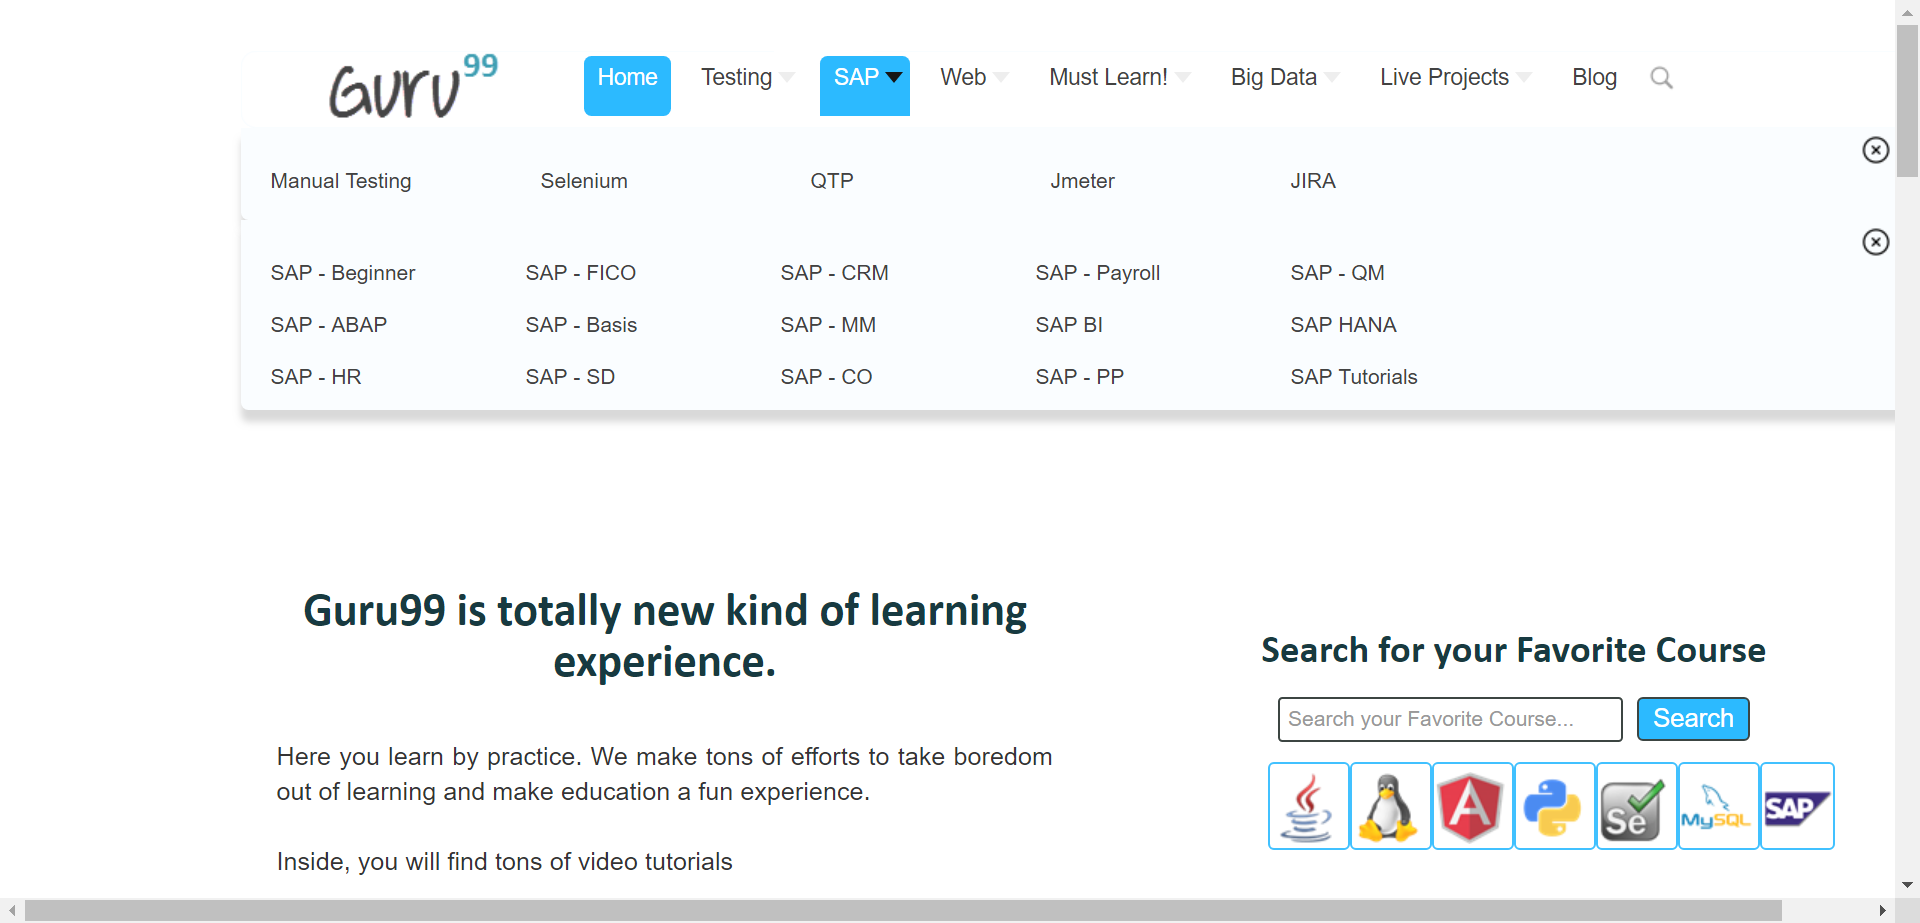 Guru99
Home Testing SAP Web Must Learn! Big Data Live Projects Blog
Manual Testing Selenium QTP Jmeter JIRA
SAP - Beginner SAP - FICO SAP - CRM SAP - Payroll SAP - QM
SAP - ABAP SAP - Basis SAP - MM SAP BI SAP HANA
SAP - HR SAP - SD SAP - CO SAP - PP SAP Tutorials
Guru99 is totally new kind of learning
experience.
Here you learn by practice. We make tons of efforts to take boredom
out of learning and make education a fun experience.
Inside, you will find tons of video tutorials
Search for your Favorite Course
Search your Favorite Course... Search
A Se MySQL SAP